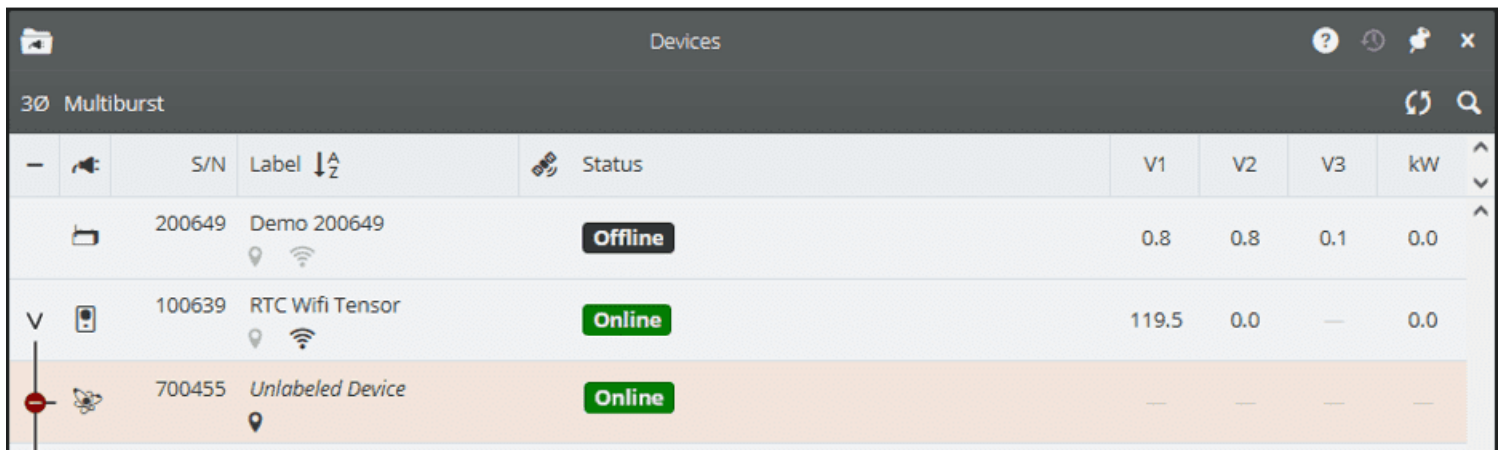 Devices
3Ø Multiburst
S/N Label Status V1 V2 V3 kW
200649 Demo 200649 Offline 0.8 0.8 0.1 0.0
100639 RTC Wifi Tensor Online 119.5 0.0 — 0.0
700455 Unlabeled Device Online — — — —